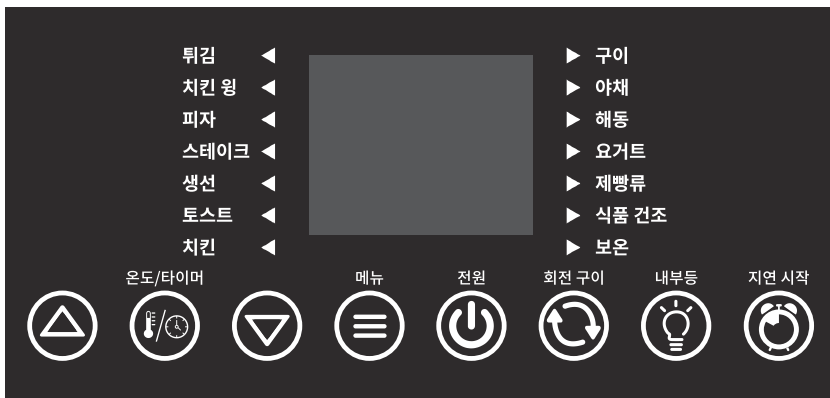 튀김
치킨 윙
피자
스테이크
생선
토스트
치킨
구이
야채
해동
요거트
제빵류
식품 건조
보온
온도/타이머
메뉴
전원
회전 구이
내부등
지연 시작